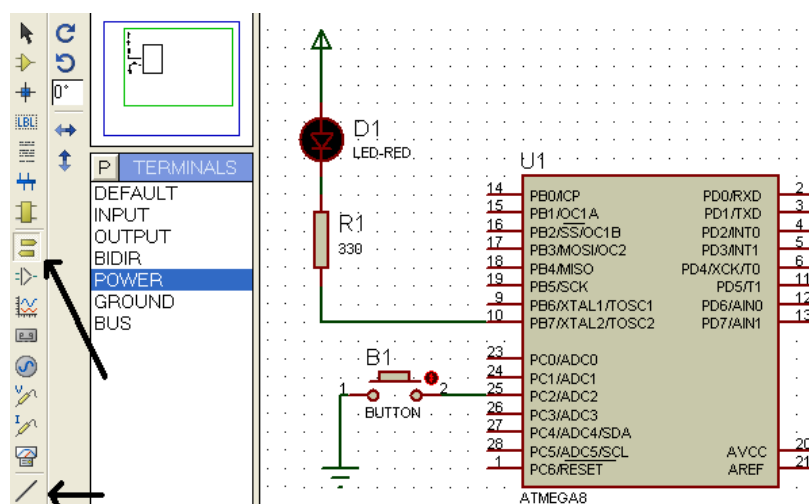 LBL
0°
P TERMINALS
DEFAULT
INPUT
OUTPUT
BIDIR
POWER
GROUND
BUS
V
I
D1
LED-RED
R1
330
B1
1 2
BUTTON
U1
14 PB0/ICP PD0/RXD 2
15 PB1/OC1A PD1/TXD 3
16 PB2/SS/OC1B PD2/INT0 4
17 PB3/MOSI/OC2 PD3/INT1 5
18 PB4/MISO PD4/XCK/T0 6
19 PB5/SCK PD5/T1 11
9 PB6/XTAL1/TOSC1 PD6/AIN0 12
10 PB7/XTAL2/TOSC2 PD7/AIN1 13
23 PC0/ADC0
24 PC1/ADC1
25 PC2/ADC2
26 PC3/ADC3
27 PC4/ADC4/SDA
28 PC5/ADC5/SCL AVCC 20
1 PC6/RESET AREF 21
ATMEGA8